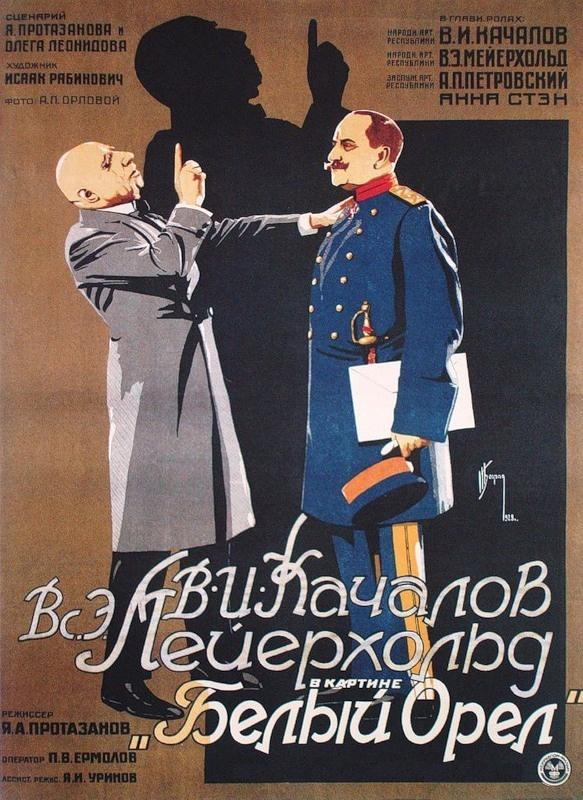 СЦЕНАРИЙ
Я. ПРОТАЗАНОВА И
ОЛЕГА ЛЕОНИДОВА
ХУДОЖНИК
ИСААК РАБИНОВИЧ
ФОТО: А.П. ОРЛОВОЙ
В ГЛАВН. РОЛЯХ:
НАРОДН. АРТ. РЕСПУБЛИКИ В.И. КАЧАЛОВ
НАРОДН. АРТ. РЕСПУБЛИКИ В.Э. МЕЙЕРХОЛЬД
ЗАСЛУЖ. АРТ. РЕСПУБЛИКИ А.П. ПЕТРОВСКИЙ
АННА СТЭН
1928
В·И·КАЧАЛОВ
Вс.Э. Мейерхольд
В КАРТИНЕ
„Белый Орел"
РЕЖИССЕР
Я.А. ПРОТАЗАНОВ
ОПЕРАТОР П.В. ЕРМОЛОВ
АССИСТ. РЕЖИС. Я.И. УРИНОВ